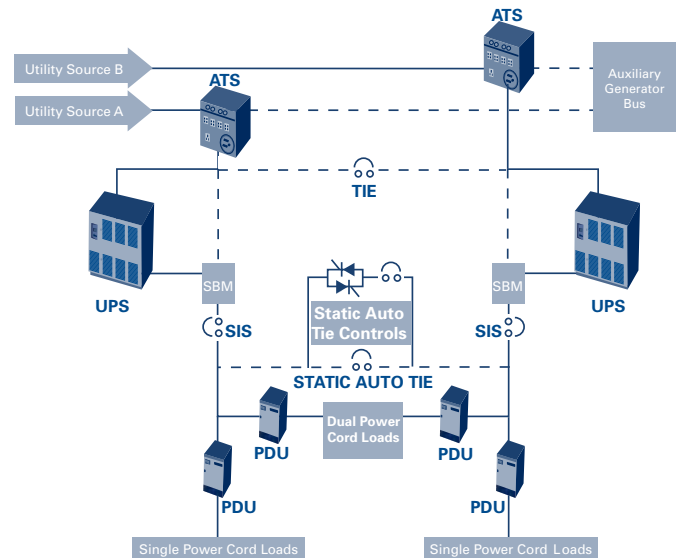 ATS
Utility Source B
ATS
Auxiliary
Generator
Bus
Utility Source A
TIE
UPS
SBM
SBM
UPS
Static Auto
Tie Controls
SIS
SIS
STATIC AUTO TIE
Dual Power
Cord Loads
PDU
PDU
PDU
PDU
Single Power Cord Loads
Single Power Cord Loads